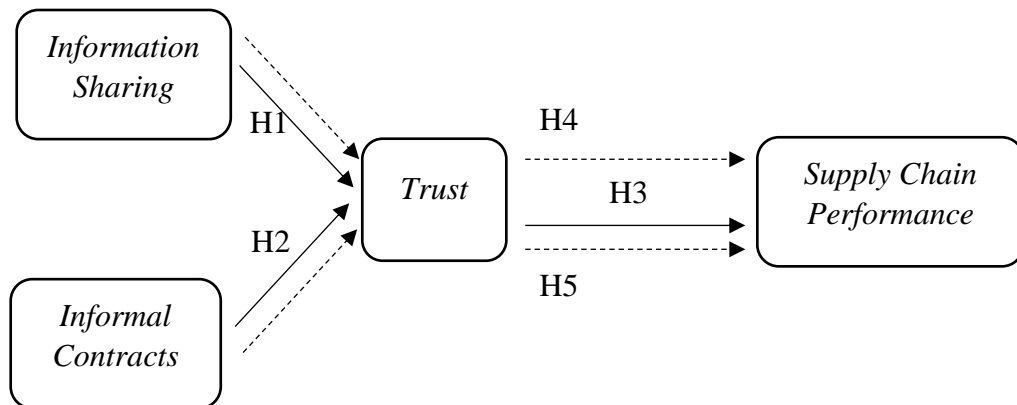 Information
Sharing
H1
H2
Informal
Contracts
Trust
H4
H3
H5
Supply Chain
Performance